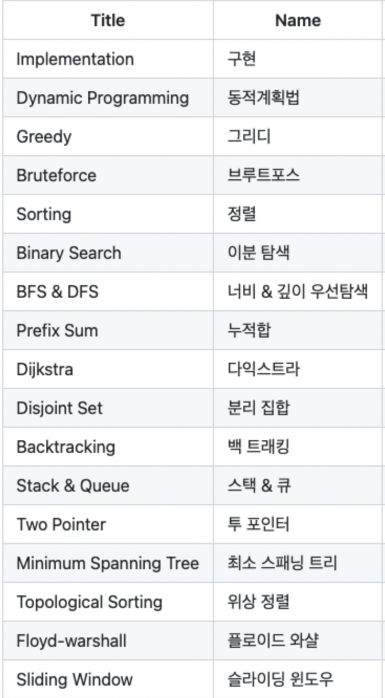 Title Name
Implementation 구현
Dynamic Programming 동적계획법
Greedy 그리디
Bruteforce 브루트포스
Sorting 정렬
Binary Search 이분 탐색
BFS & DFS 너비 & 깊이 우선탐색
Prefix Sum 누적합
Dijkstra 다익스트라
Disjoint Set 분리 집합
Backtracking 백 트래킹
Stack & Queue 스택 & 큐
Two Pointer 투 포인터
Minimum Spanning Tree 최소 스패닝 트리
Topological Sorting 위상 정렬
Floyd-warshall 플로이드 와샬
Sliding Window 슬라이딩 윈도우